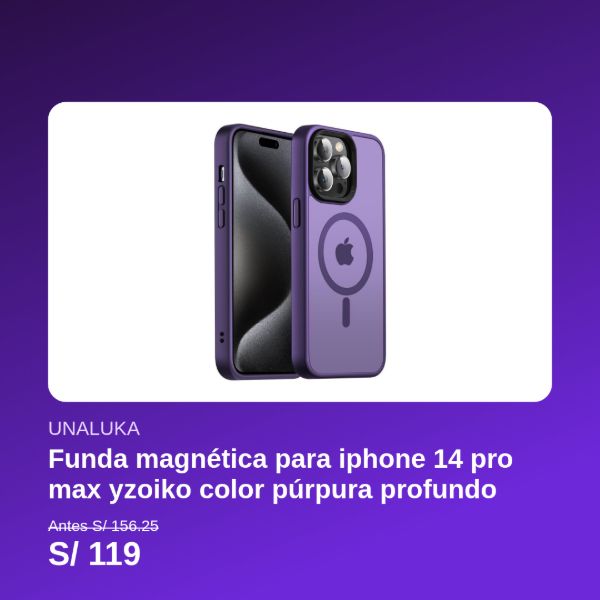 UNALUKA
Funda magnética para iphone 14 pro
max yzoiko color púrpura profundo
Antes S/ 156.25
S/ 119